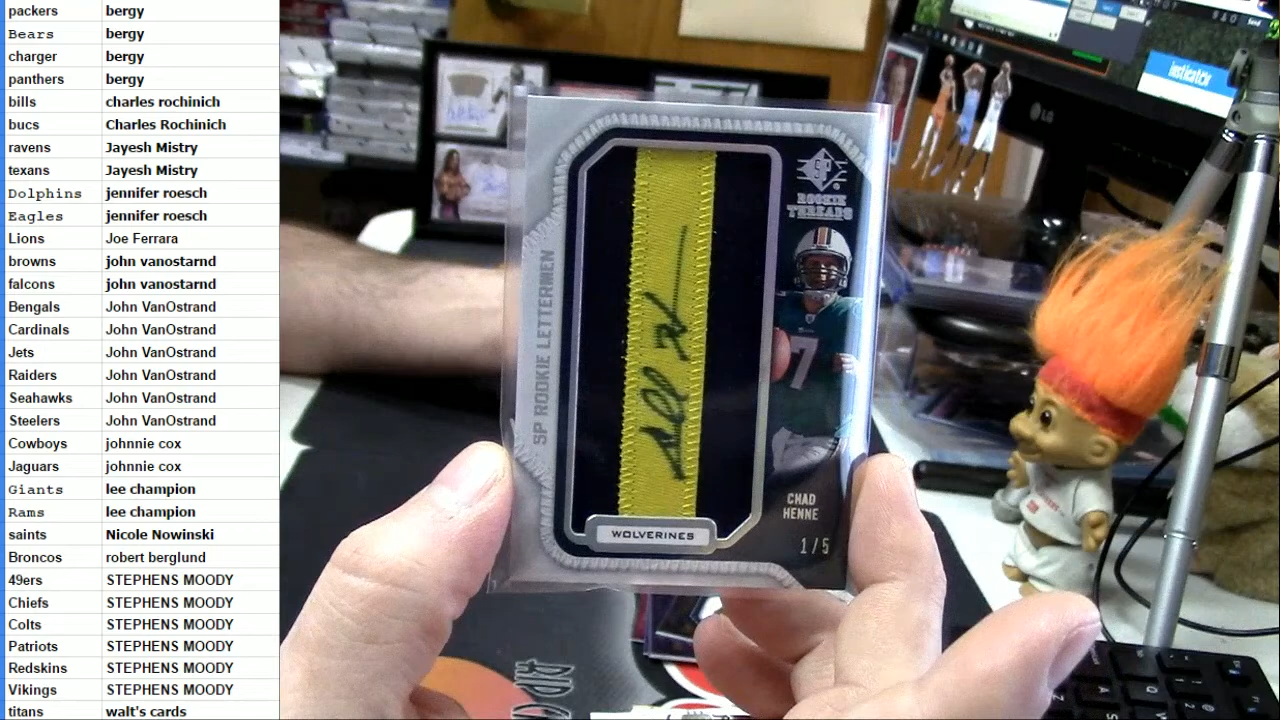 packers bergy
Bears bergy
charger bergy
panthers bergy
bills charles rochinich
bucs Charles Rochinich
ravens Jayesh Mistry
texans Jayesh Mistry
Dolphins jennifer roesch
Eagles jennifer roesch
Lions Joe Ferrara
browns john vanostarnd
falcons john vanostarnd
Bengals John VanOstrand
Cardinals John VanOstrand
Jets John VanOstrand
Raiders John VanOstrand
Seahawks John VanOstrand
Steelers John VanOstrand
Cowboys johnnie cox
Jaguars johnnie cox
Giants lee champion
Rams lee champion
saints Nicole Nowinski
Broncos robert berglund
49ers STEPHENS MOODY
Chiefs STEPHENS MOODY
Colts STEPHENS MOODY
Patriots STEPHENS MOODY
Redskins STEPHENS MOODY
Vikings STEPHENS MOODY
titans walt's cards
SP ROOKIE LETTERMEN
SP
ROOKIE
THREADS
7
CHAD
HENNE
1/5
WOLVERINES
LG
RIP